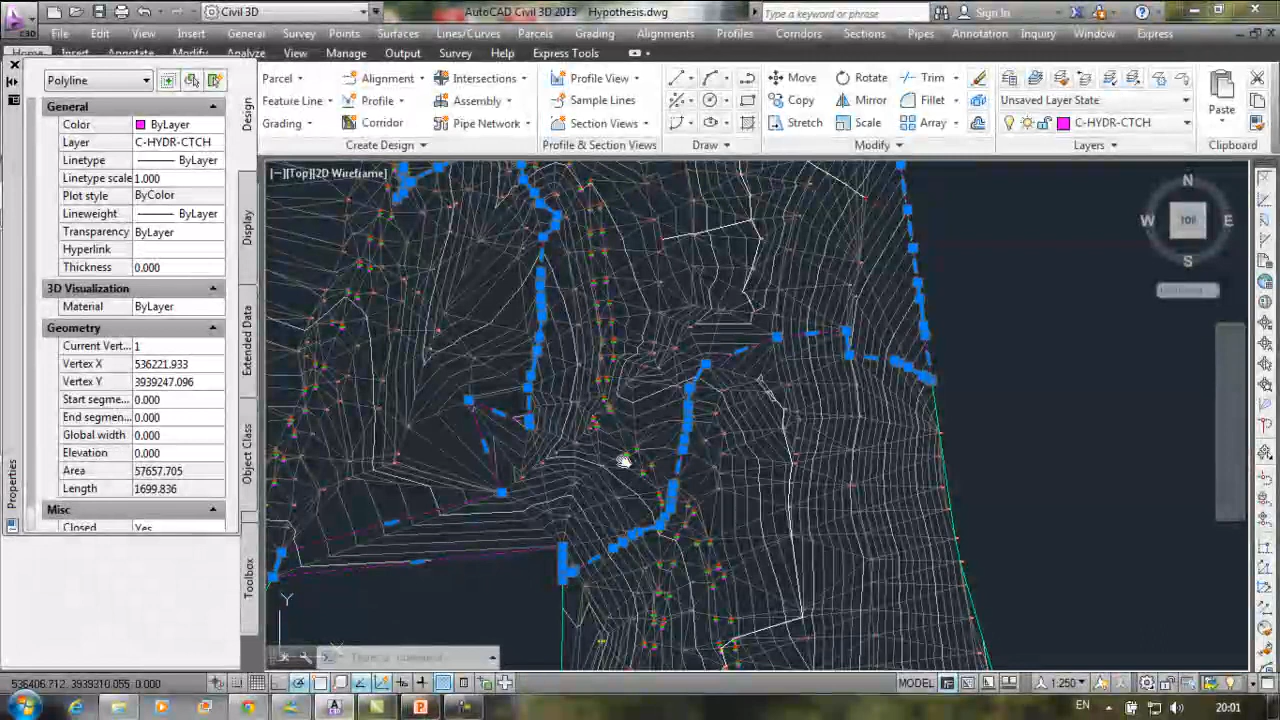 Civil 3D
AutoCAD Civil 3D 2013 Hypothesis.dwg
Type a keyword or phrase
Sign In
C3D
File Edit View Insert General Survey Points Surfaces Lines/Curves Parcels Grading Alignments Profiles Corridors Sections Pipes Annotation Inquiry Window Express
Home Insert Annotate Modify Analyze View Manage Output Survey Help Express Tools
Polyline
General
Color ByLayer
Layer C-HYDR-CTCH
Linetype ByLayer
Linetype scale 1.000
Plot style ByColor
Lineweight ByLayer
Transparency ByLayer
Hyperlink
Thickness 0.000
3D Visualization
Material ByLayer
Geometry
Current Vert... 1
Vertex X 536221.933
Vertex Y 3939247.096
Start segme... 0.000
End segmen... 0.000
Global width 0.000
Elevation 0.000
Area 57657.705
Length 1699.836
Misc
Closed Yes
Properties
Design
Display
Extended Data
Object Class
Toolbox
Parcel
Feature Line
Grading
Alignment
Profile
Corridor
Intersections
Assembly
Pipe Network
Create Design
Profile View
Sample Lines
Section Views
Profile & Section Views
Draw
Move
Copy
Stretch
Rotate
Mirror
Scale
Trim
Fillet
Array
Modify
Unsaved Layer State
C-HYDR-CTCH
Layers
Paste
Clipboard
[−][Top][2D Wireframe]
N
W TOP E
S
Y
536406.712, 3939210.055, 0.000
MODEL
1:250
EN
20:01